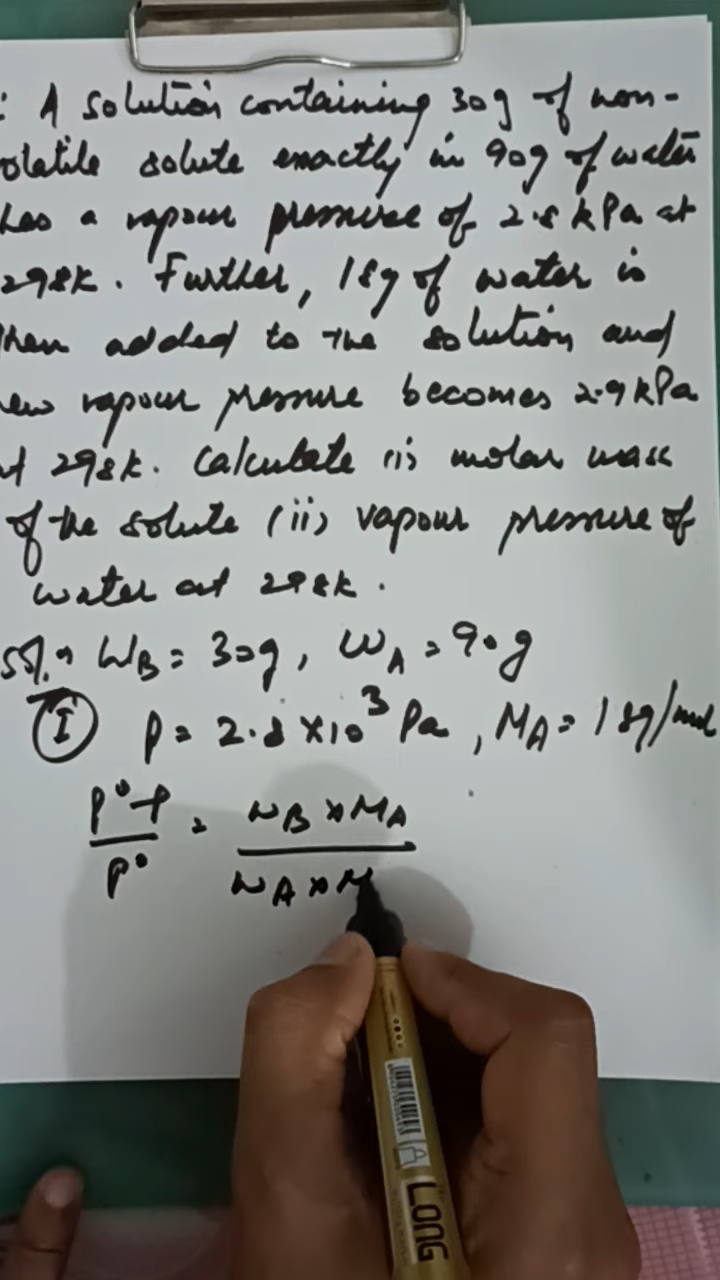 : A solution containing 30g of non-
olatile solute exactly in 90g of water
has a vapour pressure of 2.8 kPa at
298K. Further, 18g of water is
then added to the solution and
ew vapour pressure becomes 2.9 kPa
at 298K. Calculate (i) molar mass
of the solute (ii) vapour pressure of
water at 298K.
Sol. WB = 30g, WA = 90g
I P = 2.8 × 10³ Pa, MA = 18g/mol
P° - P / P° = WB × MA / WA × M
LONG